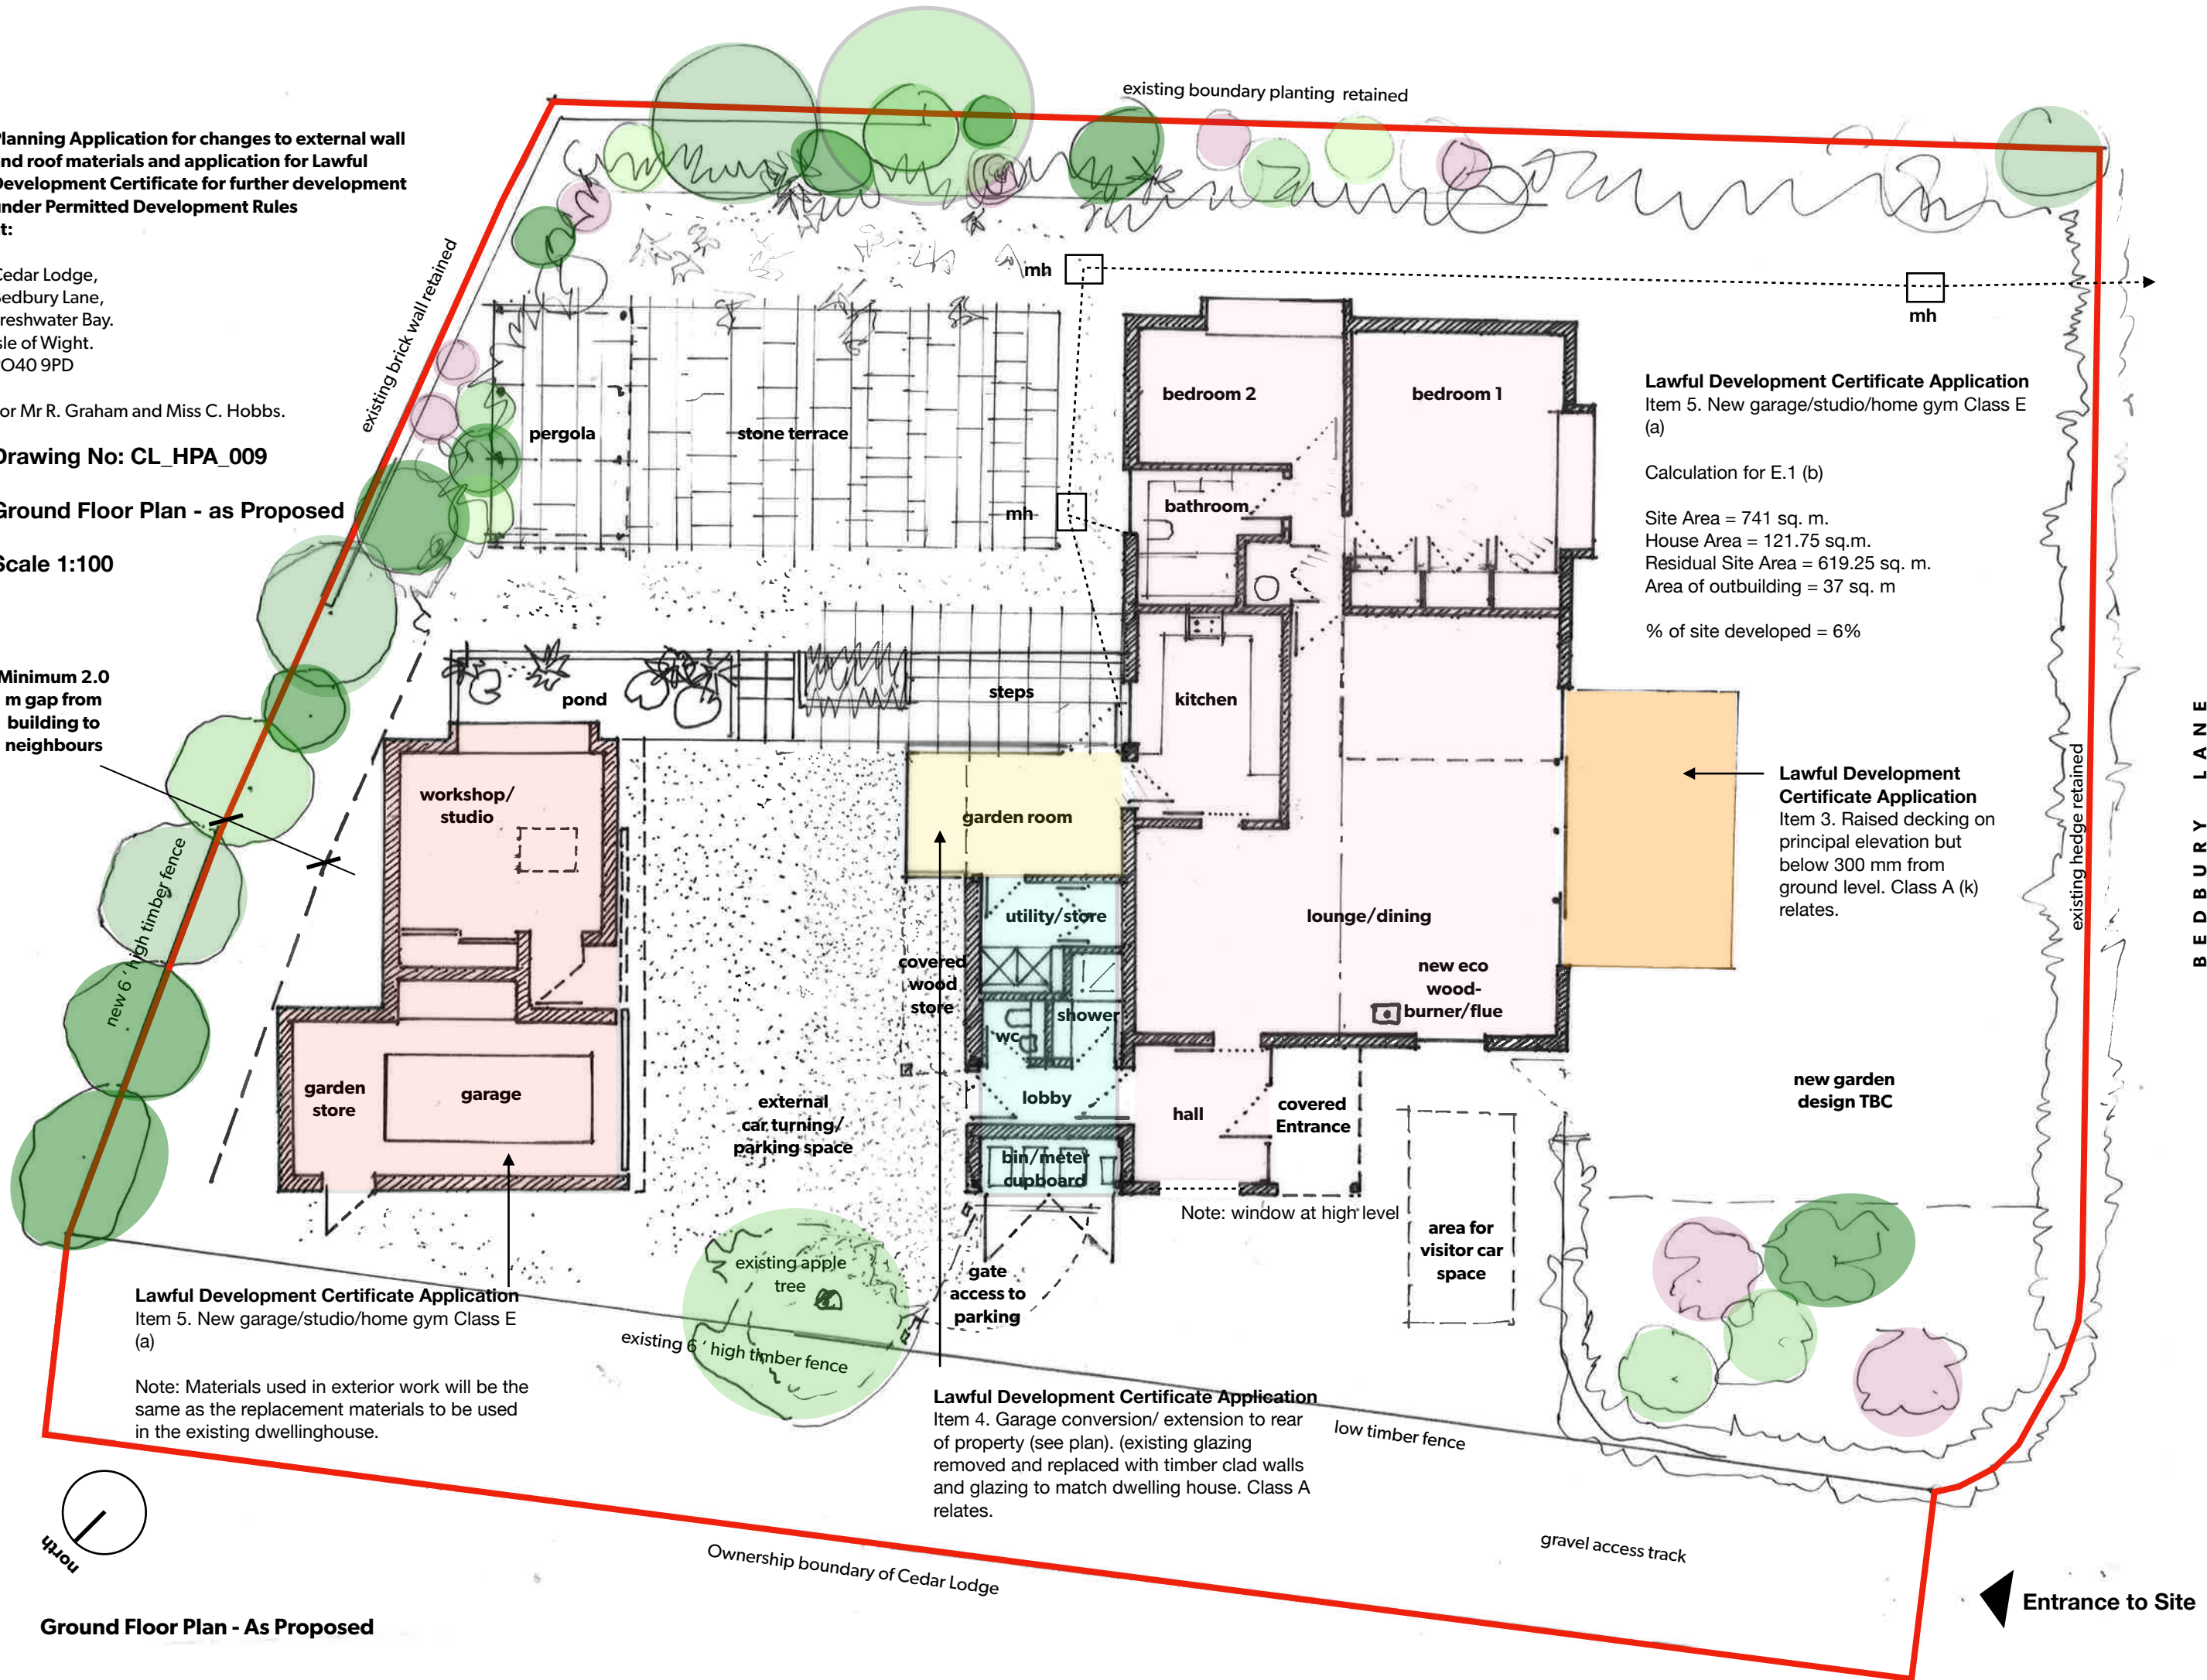 Planning Application for changes to external wall
and roof materials and application for Lawful
Development Certificate for further development
under Permitted Development Rules
at:
Cedar Lodge,
Bedbury Lane,
Freshwater Bay.
Isle of Wight.
PO40 9PD
For Mr R. Graham and Miss C. Hobbs.
Drawing No: CL_HPA_009
Ground Floor Plan - as Proposed
Scale 1:100
Minimum 2.0
m gap from
building to
neighbours
existing boundary planting retained
existing brick wall retained
mh
mh
mh
pergola
stone terrace
bedroom 2
bedroom 1
bathroom
Lawful Development Certificate Application
Item 5. New garage/studio/home gym Class E
(a)
Calculation for E.1 (b)
Site Area = 741 sq. m.
House Area = 121.75 sq.m.
Residual Site Area = 619.25 sq. m.
Area of outbuilding = 37 sq. m
% of site developed = 6%
pond
steps
kitchen
workshop/
studio
garden room
new 6 ' high timber fence
utility/store
lounge/dining
covered
wood
store
new eco
wood-
burner/flue
shower
wc
lobby
hall
covered
Entrance
garden
store
garage
external
car turning/
parking space
bin/meter
cupboard
Lawful Development
Certificate Application
Item 3. Raised decking on
principal elevation but
below 300 mm from
ground level. Class A (k)
relates.
existing hedge retained
BEDBURY LANE
new garden
design TBC
Note: window at high level
area for
visitor car
space
gate
access to
parking
existing apple
tree
existing 6 ' high timber fence
Lawful Development Certificate Application
Item 5. New garage/studio/home gym Class E
(a)
Note: Materials used in exterior work will be the
same as the replacement materials to be used
in the existing dwellinghouse.
Lawful Development Certificate Application
Item 4. Garage conversion/ extension to rear
of property (see plan). (existing glazing
removed and replaced with timber clad walls
and glazing to match dwelling house. Class A
relates.
low timber fence
gravel access track
Ownership boundary of Cedar Lodge
north
Entrance to Site
Ground Floor Plan - As Proposed